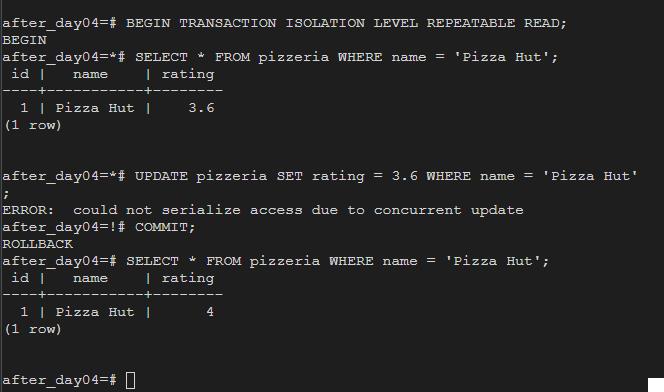 after_day04=# BEGIN TRANSACTION ISOLATION LEVEL REPEATABLE READ;
BEGIN
after_day04=*# SELECT * FROM pizzeria WHERE name = 'Pizza Hut';
 id |   name    | rating
----+-----------+--------
  1 | Pizza Hut |    3.6
(1 row)

after_day04=*# UPDATE pizzeria SET rating = 3.6 WHERE name = 'Pizza Hut'
;
ERROR:  could not serialize access due to concurrent update
after_day04=!# COMMIT;
ROLLBACK
after_day04=# SELECT * FROM pizzeria WHERE name = 'Pizza Hut';
 id |   name    | rating
----+-----------+--------
  1 | Pizza Hut |      4
(1 row)

after_day04=#